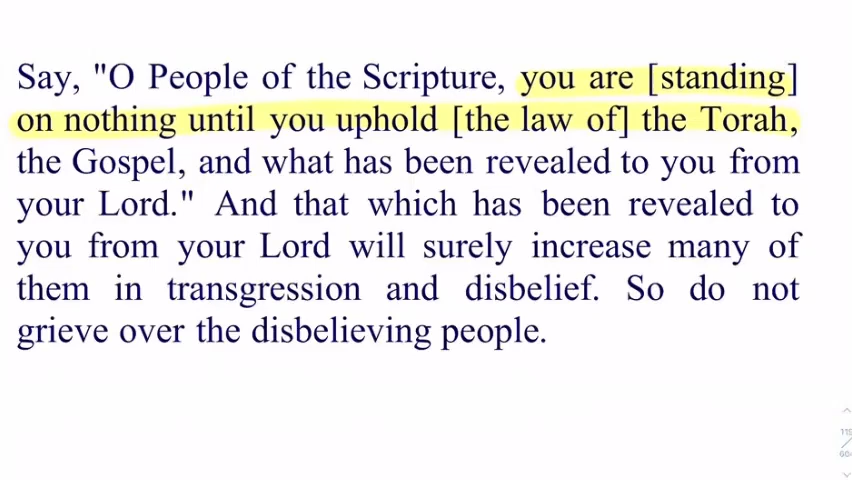 Say, "O People of the Scripture, you are [standing]
on nothing until you uphold [the law of] the Torah,
the Gospel, and what has been revealed to you from
your Lord." And that which has been revealed to
you from your Lord will surely increase many of
them in transgression and disbelief. So do not
grieve over the disbelieving people.